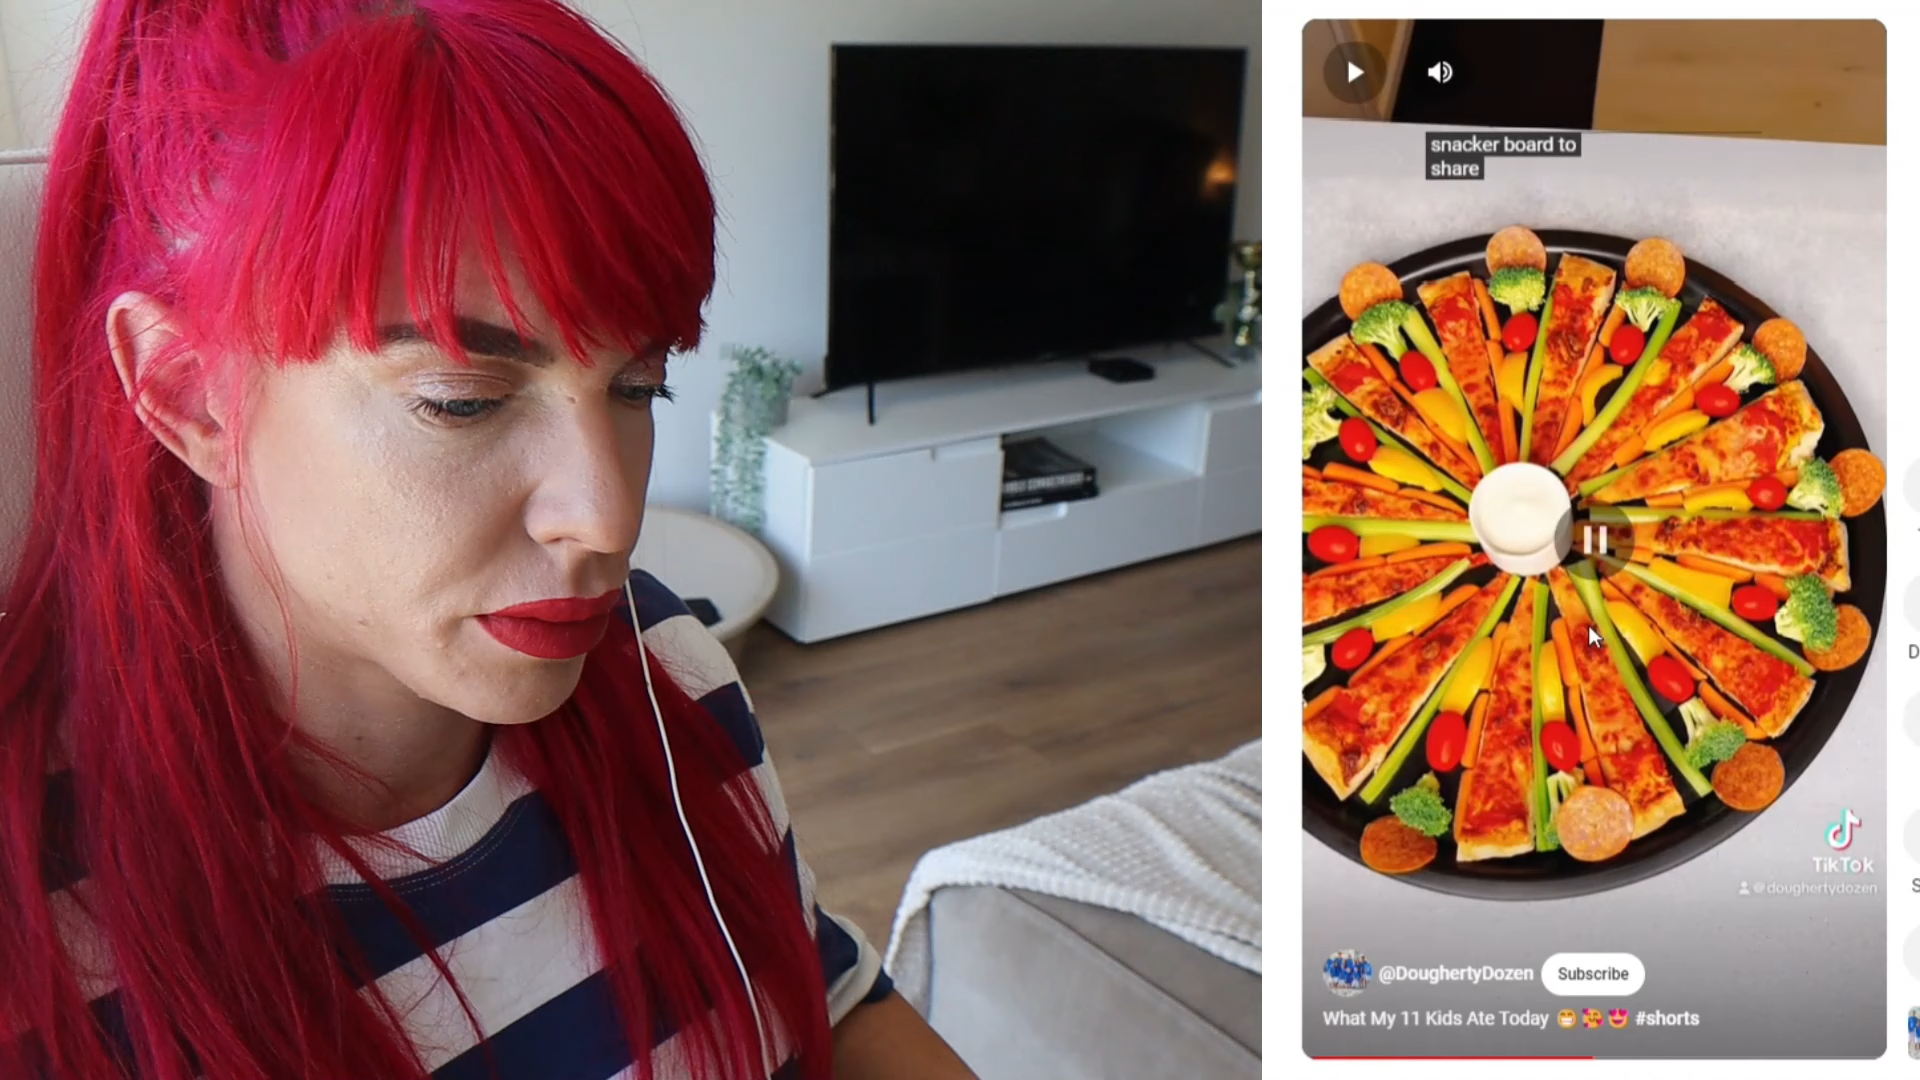 snacker board to
share
TikTok
@doughertydozen
@DoughertyDozen
Subscribe
What My 11 Kids Ate Today 😁 🥰 😍 #shorts
D
S